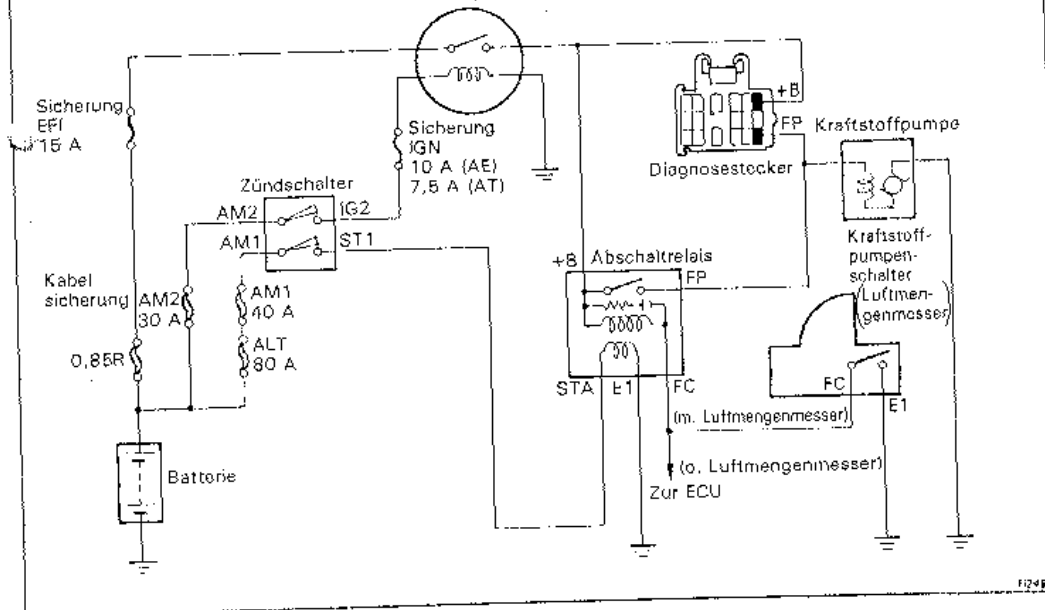 Sicherung
EFI
15 A
Sicherung
IGN
10 A (AE)
7,5 A (AT)
+B
FP
Diagnosestecker
Kraftstoffpumpe
Zündschalter
AM2
IG2
AM1
ST1
Kabel
sicherung
AM2
30 A
AM1
40 A
ALT
80 A
0,85R
Batterie
+B
Abschaltrelais
FP
STA
E1
FC
Kraftstoff-
pumpen-
schalter
(Luftmen-
genmesser)
FC
E1
(m. Luftmengenmesser)
(o. Luftmengenmesser)
Zur ECU